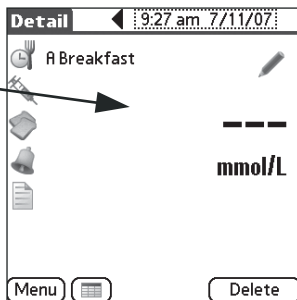 Detail 9:27 am 7/11/07
A Breakfast
---
mmol/L
Menu Delete